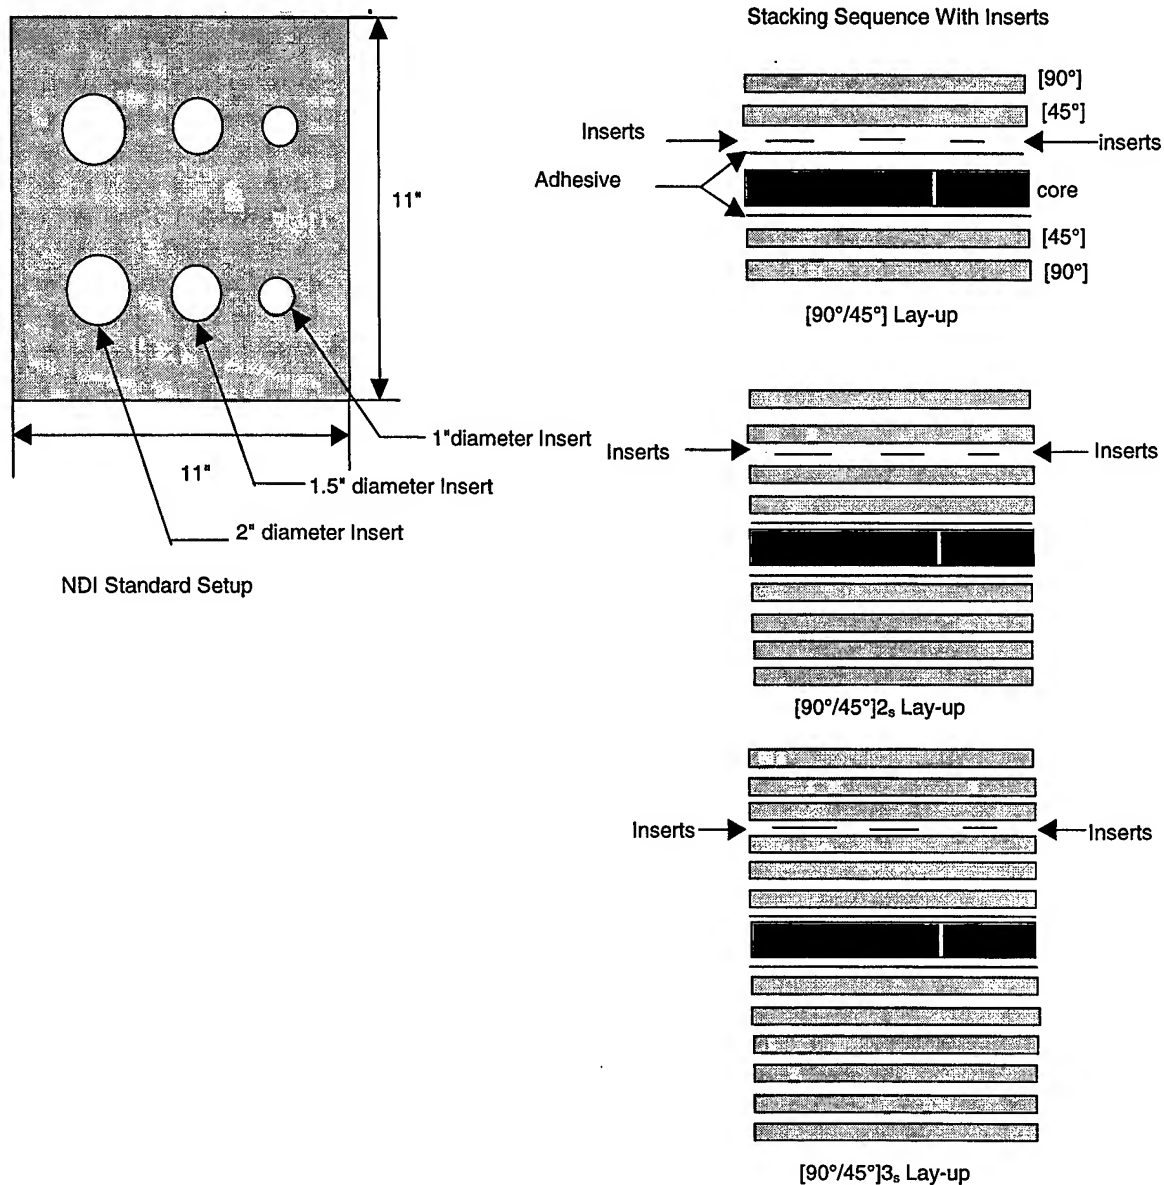 Stacking Sequence With Inserts
[90°]
[45°]
Inserts
inserts
Adhesive
core
[45°]
[90°]
[90°/45°] Lay-up
11"
11"
1"diameter Insert
1.5" diameter Insert
2" diameter Insert
NDI Standard Setup
Inserts
Inserts
[90°/45°]2ₛ Lay-up
Inserts
Inserts
[90°/45°]3ₛ Lay-up